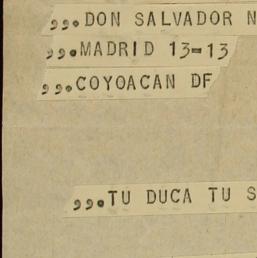 ,,,.DON SALVADOR N
,,.MADRID 13=13
,,.COYOACAN DF
,,,.TU DUCA TU S